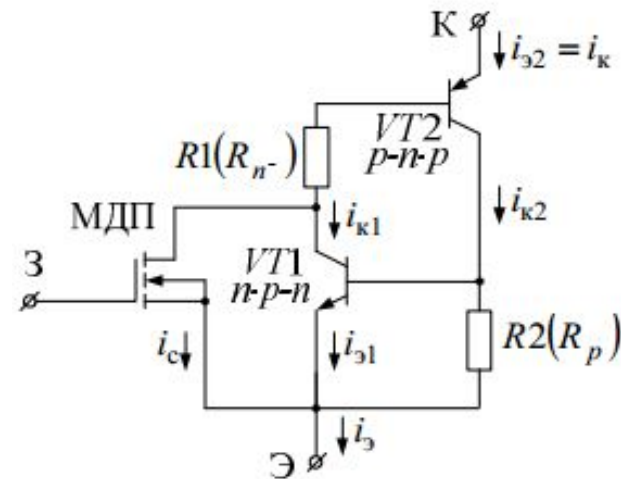 К
i_э2 = i_к
VT2
p-n-p
R1(R_n-)
МДП
i_к1
i_к2
З
VT1
n-p-n
R2(R_p)
i_с
i_э1
i_э
Э